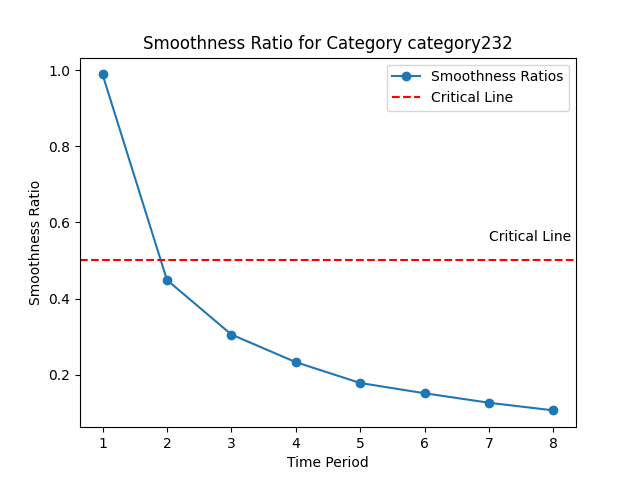 Smoothness Ratio for Category category232
Smoothness Ratios
Critical Line
Critical Line
Smoothness Ratio
1.0
0.8
0.6
0.4
0.2
1 2 3 4 5 6 7 8
Time Period